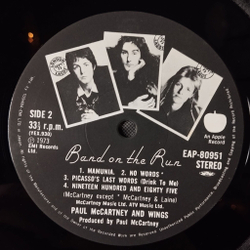 SIDE 2
33⅓ r.p.m.
(YEX.930)
Ⓟ 1973
EMI Records
Ltd.
An Apple
Record
Band on the Run
EAP-80951
STEREO
1. MAMUNIA. 2. NO WORDS *
3. PICASSO'S LAST WORDS (Drink To Me)
4. NINETEEN HUNDRED AND EIGHTY FIVE
(McCartney except * McCartney & Laine)
McCartney Music Ltd. ATV Music Ltd.
PAUL McCARTNEY AND WINGS
Produced by Paul McCartney